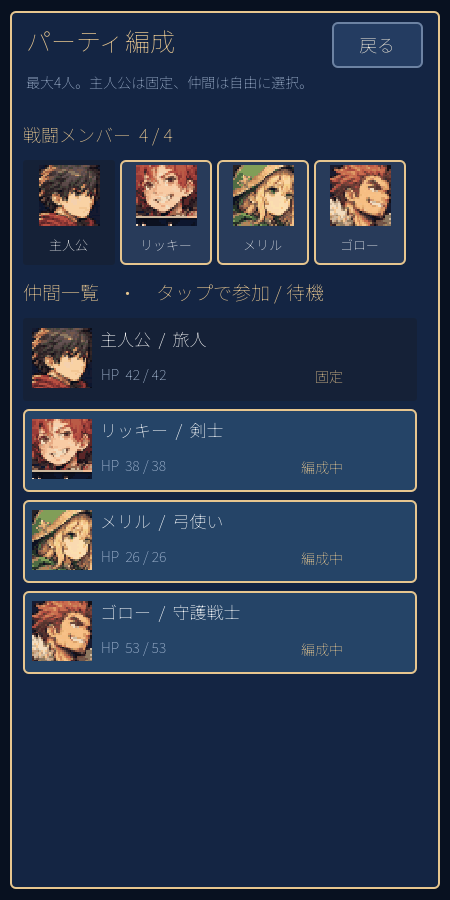 パーティ編成
戻る
最大4人。主人公は固定、仲間は自由に選択。
戦闘メンバー 4 / 4
主人公 リッキー メリル ゴロー
仲間一覧 ・ タップで参加 / 待機
主人公 / 旅人
HP 42 / 42 固定
リッキー / 剣士
HP 38 / 38 編成中
メリル / 弓使い
HP 26 / 26 編成中
ゴロー / 守護戦士
HP 53 / 53 編成中